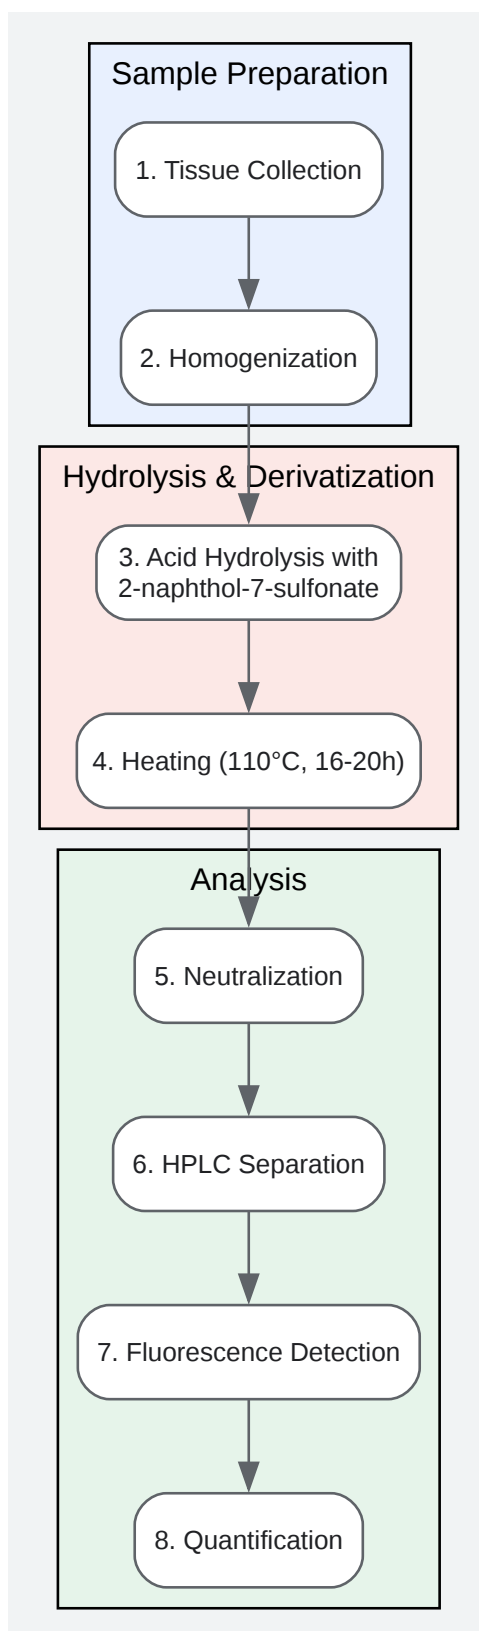 Sample Preparation
1. Tissue Collection
2. Homogenization
Hydrolysis & Derivatization
3. Acid Hydrolysis with
2-naphthol-7-sulfonate
4. Heating (110°C, 16-20h)
Analysis
5. Neutralization
6. HPLC Separation
7. Fluorescence Detection
8. Quantification